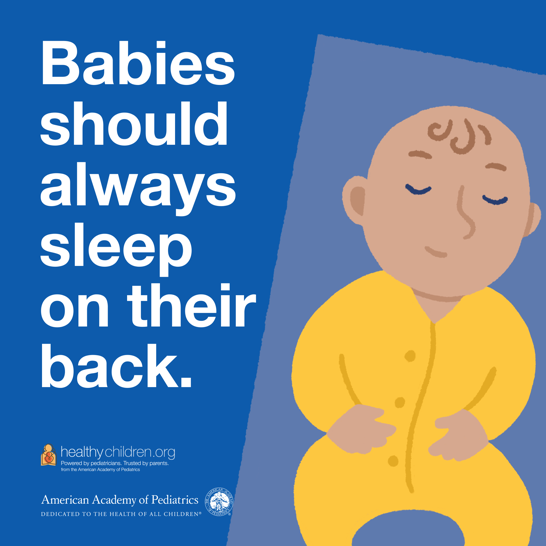 Babies
should
always
sleep
on their
back.
healthychildren.org
Powered by pediatricians. Trusted by parents.
from the American Academy of Pediatrics
American Academy of Pediatrics
DEDICATED TO THE HEALTH OF ALL CHILDREN®